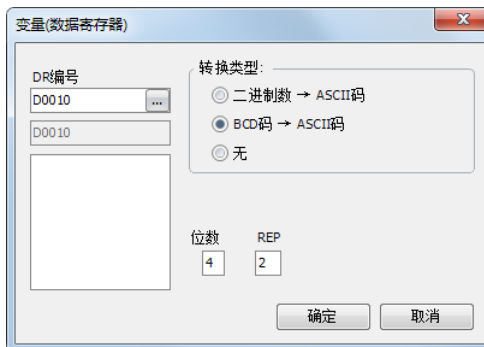 变量(数据寄存器)
DR编号
D0010 ...
D0010
转换类型:
二进制数 → ASCII码
BCD码 → ASCII码
无
位数 REP
4 2
确定 取消